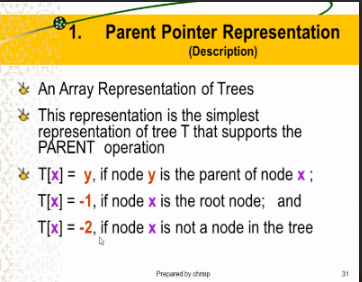 1. Parent Pointer Representation
(Description)
An Array Representation of Trees
This representation is the simplest
representation of tree T that supports the
PARENT operation
T[x] = y, if node y is the parent of node x ;
T[x] = -1, if node x is the root node; and
T[x] = -2, if node x is not a node in the tree
Prepared by chrisp
31